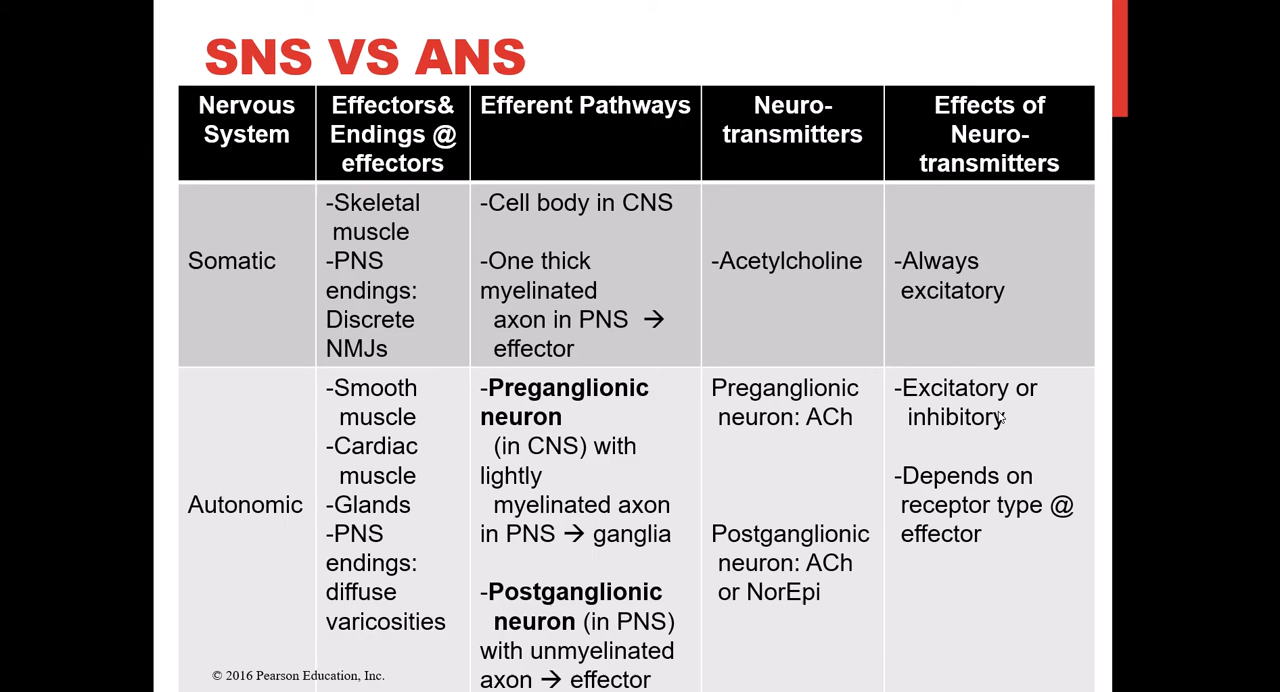 SNS VS ANS
Nervous
System
Effectors&
Endings @
effectors
Efferent Pathways
Neuro-
transmitters
Effects of
Neuro-
transmitters
Somatic
-Skeletal
muscle
-PNS
endings:
Discrete
NMJs
-Cell body in CNS
-One thick
myelinated
axon in PNS →
effector
-Acetylcholine
-Always
excitatory
Autonomic
-Smooth
muscle
-Cardiac
muscle
-Glands
-PNS
endings:
diffuse
varicosities
-Preganglionic
neuron
(in CNS) with
lightly
myelinated axon
in PNS → ganglia
-Postganglionic
neuron (in PNS)
with unmyelinated
axon → effector
Preganglionic
neuron: ACh
Postganglionic
neuron: ACh
or NorEpi
-Excitatory or
inhibitory
-Depends on
receptor type @
effector
© 2016 Pearson Education, Inc.